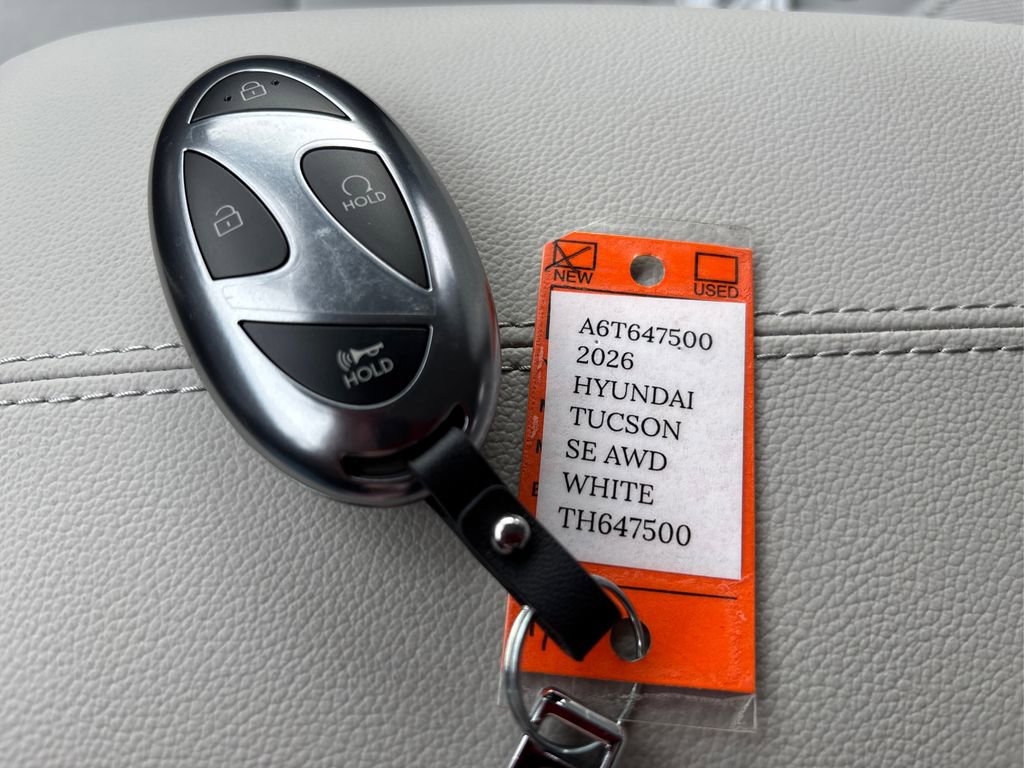 HOLD
HOLD
NEW
USED
A6T647500
2026
HYUNDAI
TUCSON
SE AWD
WHITE
TH647500